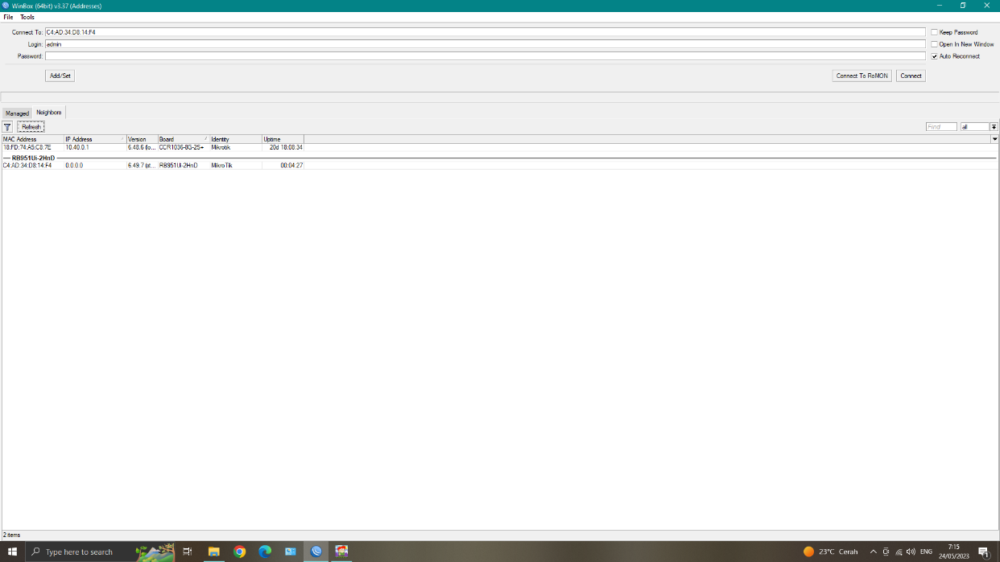 WinBox (64bit) v3.37 (Addresses)
File Tools
Connect To: C4:AD:34:D8:14:F4
Keep Password
Login: admin
Open In New Window
Password:
Auto Reconnect
Add/Set
Connect To RoMON
Connect
Managed
Neighbors
Refresh
Find
all
MAC Address IP Address Version Board Identity Uptime
18:FD:74:A5:C8:7E 10.40.0.1 6.48.6 (lo... CCR1036-8G-2S+ Mikrotik 20d 18:08:34
RB951Ui-2HnD
C4:AD:34:D8:14:F4 0.0.0.0 6.49.7 (st... RB951Ui-2HnD MikroTik 00:04:27
2 items
Type here to search
23°C Cerah
ENG
7:15
24/05/2023
1